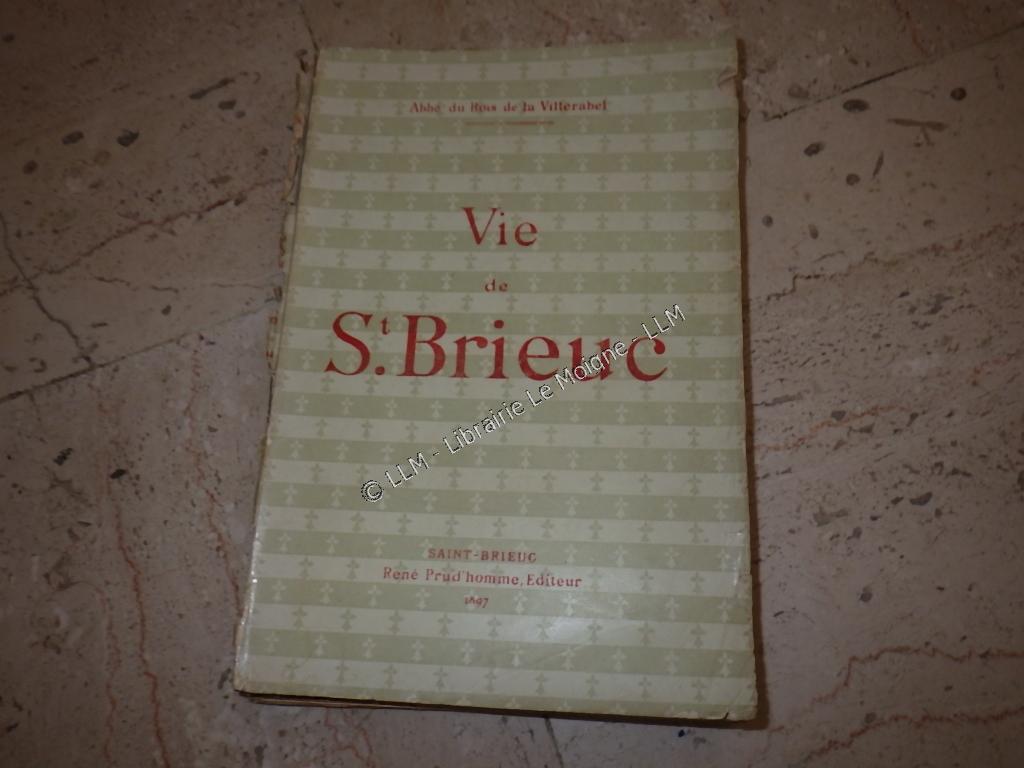 Abbé du Bois de la Villerabel
Vie
de
St. Brieuc
© LLM - Librairie Le Moigne - LLM
SAINT-BRIEUC
René Prud'homme, Editeur
1897